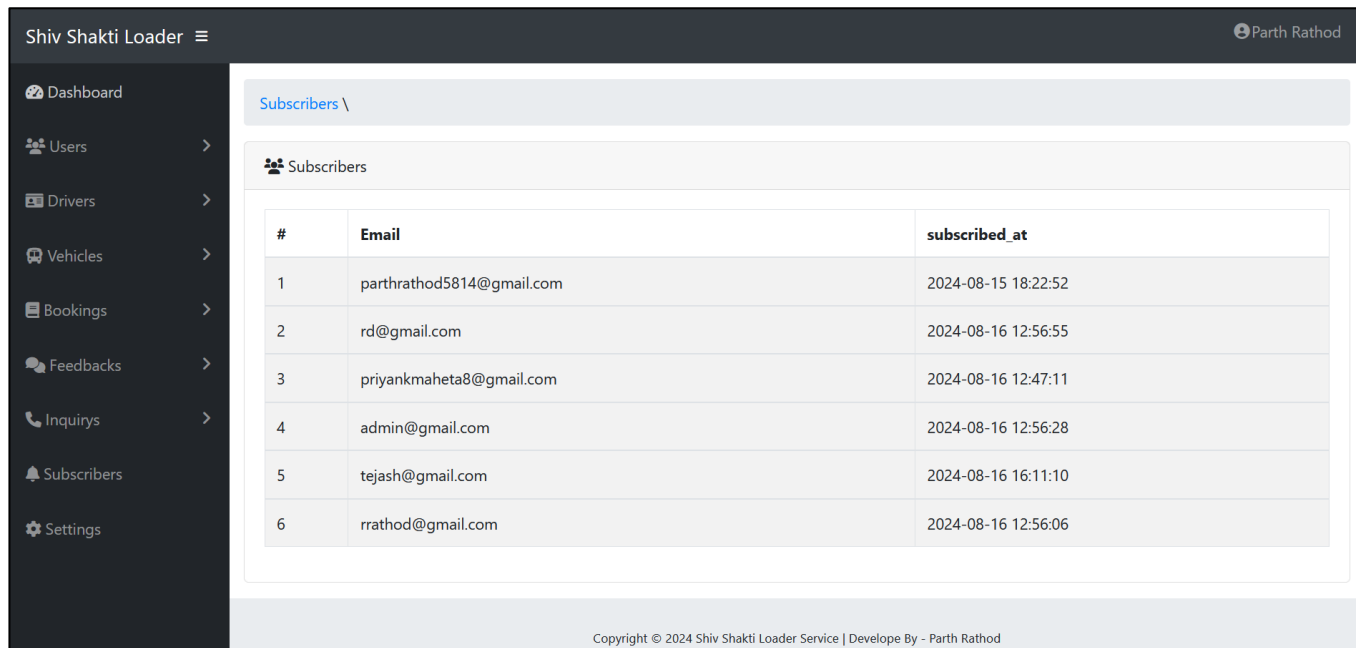 Shiv Shakti Loader
Parth Rathod
Dashboard
Users
Drivers
Vehicles
Bookings
Feedbacks
Inquirys
Subscribers
Settings
Subscribers \
Subscribers
# Email subscribed_at
1 parthrathod5814@gmail.com 2024-08-15 18:22:52
2 rd@gmail.com 2024-08-16 12:56:55
3 priyankmaheta8@gmail.com 2024-08-16 12:47:11
4 admin@gmail.com 2024-08-16 12:56:28
5 tejash@gmail.com 2024-08-16 16:11:10
6 rrathod@gmail.com 2024-08-16 12:56:06
Copyright © 2024 Shiv Shakti Loader Service | Develope By - Parth Rathod